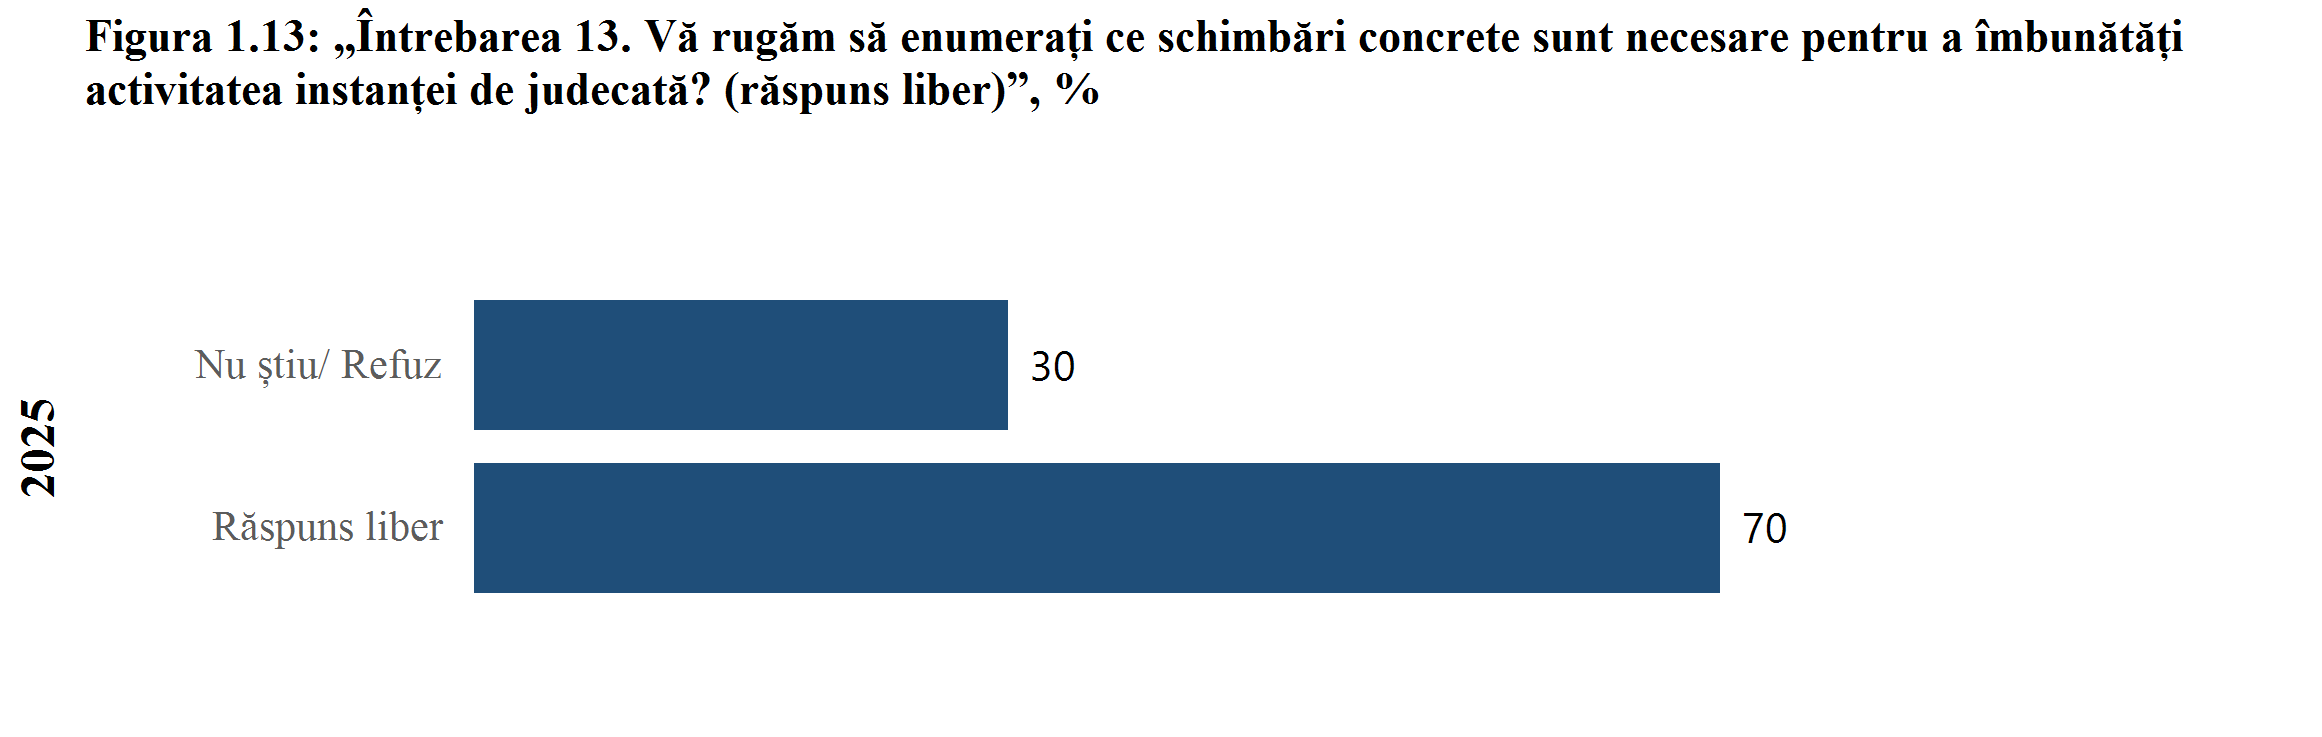 Figura 1.13: „Întrebarea 13. Vă rugăm să enumerați ce schimbări concrete sunt necesare pentru a îmbunătăți
activitatea instanței de judecată? (răspuns liber)”, %
2025
Nu știu/ Refuz
30
Răspuns liber
70